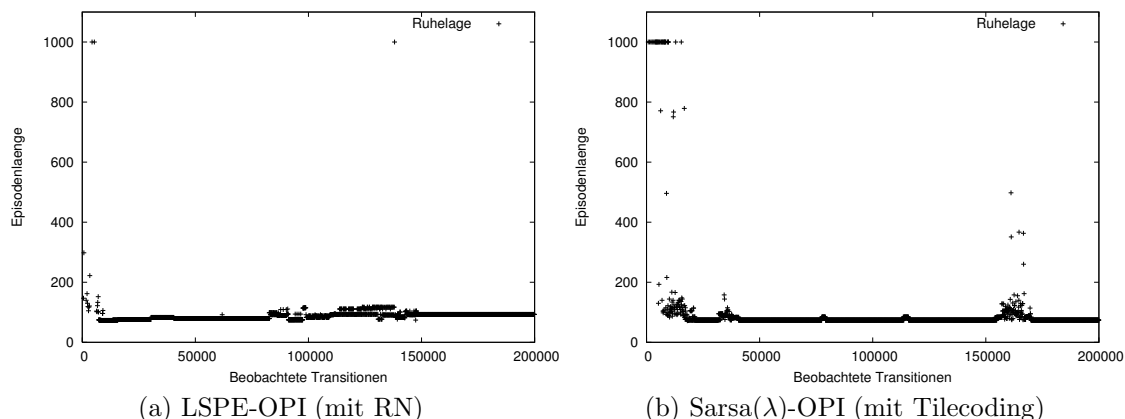 Ruhelage
1000
800
600
400
200
0
Episodenlaenge
0 50000 100000 150000 200000
Beobachtete Transitionen
(a) LSPE-OPI (mit RN)
Ruhelage
1000
800
600
400
200
0
Episodenlaenge
0 50000 100000 150000 200000
Beobachtete Transitionen
(b) Sarsa(λ)-OPI (mit Tilecoding)